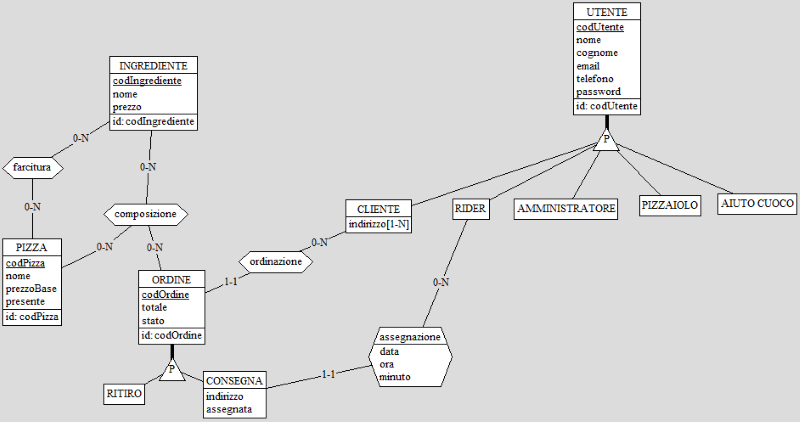 UTENTE
codUtente
nome
cognome
email
telefono
password
id: codUtente
P
INGREDIENTE
codIngrediente
nome
prezzo
id: codIngrediente
0-N
0-N
farcitura
0-N
composizione
CLIENTE
indirizzo[1-N]
RIDER
AMMINISTRATORE
PIZZAIOLO
AIUTO CUOCO
0-N
0-N
0-N
PIZZA
codPizza
nome
prezzoBase
presente
id: codPizza
ordinazione
1-1
0-N
ORDINE
codOrdine
totale
stato
id: codOrdine
P
assegnazione
data
ora
minuto
RITIRO
CONSEGNA
indirizzo
assegnata
1-1